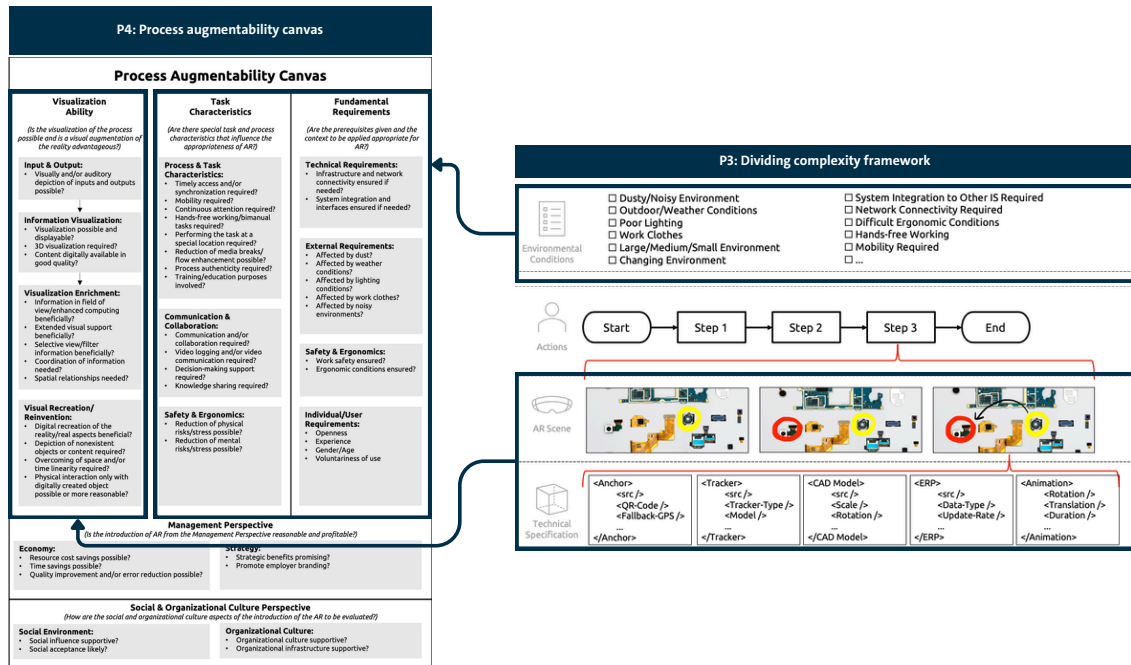 P4: Process augmentability canvas
Process Augmentability Canvas
Visualization
Ability
(Is the visualization of the process
possible and is a visual augmentation of
the reality advantageous?)
Input & Output:
• Visually and/or auditory
depiction of inputs and outputs
possible?
Information Visualization:
• Visualization possible and
displayable?
• 3D visualization required?
• Content digitally available in
good quality?
Visualization Enrichment:
• Information in field of
view/enhanced computing
beneficially?
• Extended visual support
beneficially?
• Selective view/filter
information beneficially?
• Coordination of information
needed?
• Spatial relationships needed?
Visual Recreation/
Reinvention:
• Digital recreation of the
reality/real aspects beneficial?
• Depiction of nonexistent
objects or content required?
• Overcoming of space and/or
time linearity required?
• Physical interaction only with
digitally created object
possible or more reasonable?
Task
Characteristics
(Are there special task and process
characteristics that influence the
appropriateness of AR?)
Process & Task
Characteristics:
• Timely access and/or
synchronization required?
• Mobility required?
• Continuous attention required?
• Hands-free working/bimanual
tasks required?
• Performing the task at a
special location required?
• Reduction of media breaks/
flow enhancement possible?
• Process authenticity required?
• Training/education purposes
involved?
Communication &
Collaboration:
• Communication and/or
collaboration required?
• Video logging and/or video
communication required?
• Decision-making support
required?
• Knowledge sharing required?
Safety & Ergonomics:
• Reduction of physical
risks/stress possible?
• Reduction of mental
risks/stress possible?
Fundamental
Requirements
(Are the prerequisites given and the
context to be applied appropriate for
AR?)
Technical Requirements:
• Infrastructure and network
connectivity ensured if
needed?
• System integration and
interfaces ensured if needed?
External Requirements:
• Affected by dust?
• Affected by weather
conditions?
• Affected by lighting
conditions?
• Affected by work clothes?
• Affected by noisy
environments?
Safety & Ergonomics:
• Work safety ensured?
• Ergonomic conditions ensured?
Individual/User
Requirements:
• Openness
• Experience
• Gender/Age
• Voluntariness of use
Management Perspective
(Is the introduction of AR from the Management Perspective reasonable and profitable?)
Economy:
• Resource cost savings possible?
• Time savings possible?
• Quality improvement and/or error reduction possible?
Strategy:
• Strategic benefits promising?
• Promote employer branding?
Social & Organizational Culture Perspective
(How are the social and organizational culture aspects of the introduction of the AR to be evaluated?)
Social Environment:
• Social influence supportive?
• Social acceptance likely?
Organizational Culture:
• Organizational culture supportive?
• Organizational infrastructure supportive?
P3: Dividing complexity framework
Environmental
Conditions
☐ Dusty/Noisy Environment
☐ Outdoor/Weather Conditions
☐ Poor Lighting
☐ Work Clothes
☐ Large/Medium/Small Environment
☐ Changing Environment
☐ System Integration to Other IS Required
☐ Network Connectivity Required
☐ Difficult Ergonomic Conditions
☐ Hands-free Working
☐ Mobility Required
☐ ...
Actions
Start
Step 1
Step 2
Step 3
End
AR Scene
Technical
Specification
<Anchor>
<src />
<QR-Code />
<Fallback-GPS />
...
</Anchor>
<Tracker>
<src />
<Tracker-Type />
<Model />
...
</Tracker>
<CAD Model>
<src />
<Scale />
<Rotation />
...
</CAD Model>
<ERP>
<src />
<Data-Type />
<Update-Rate />
...
</ERP>
<Animation>
<Rotation />
<Translation />
<Duration />
...
</Animation>